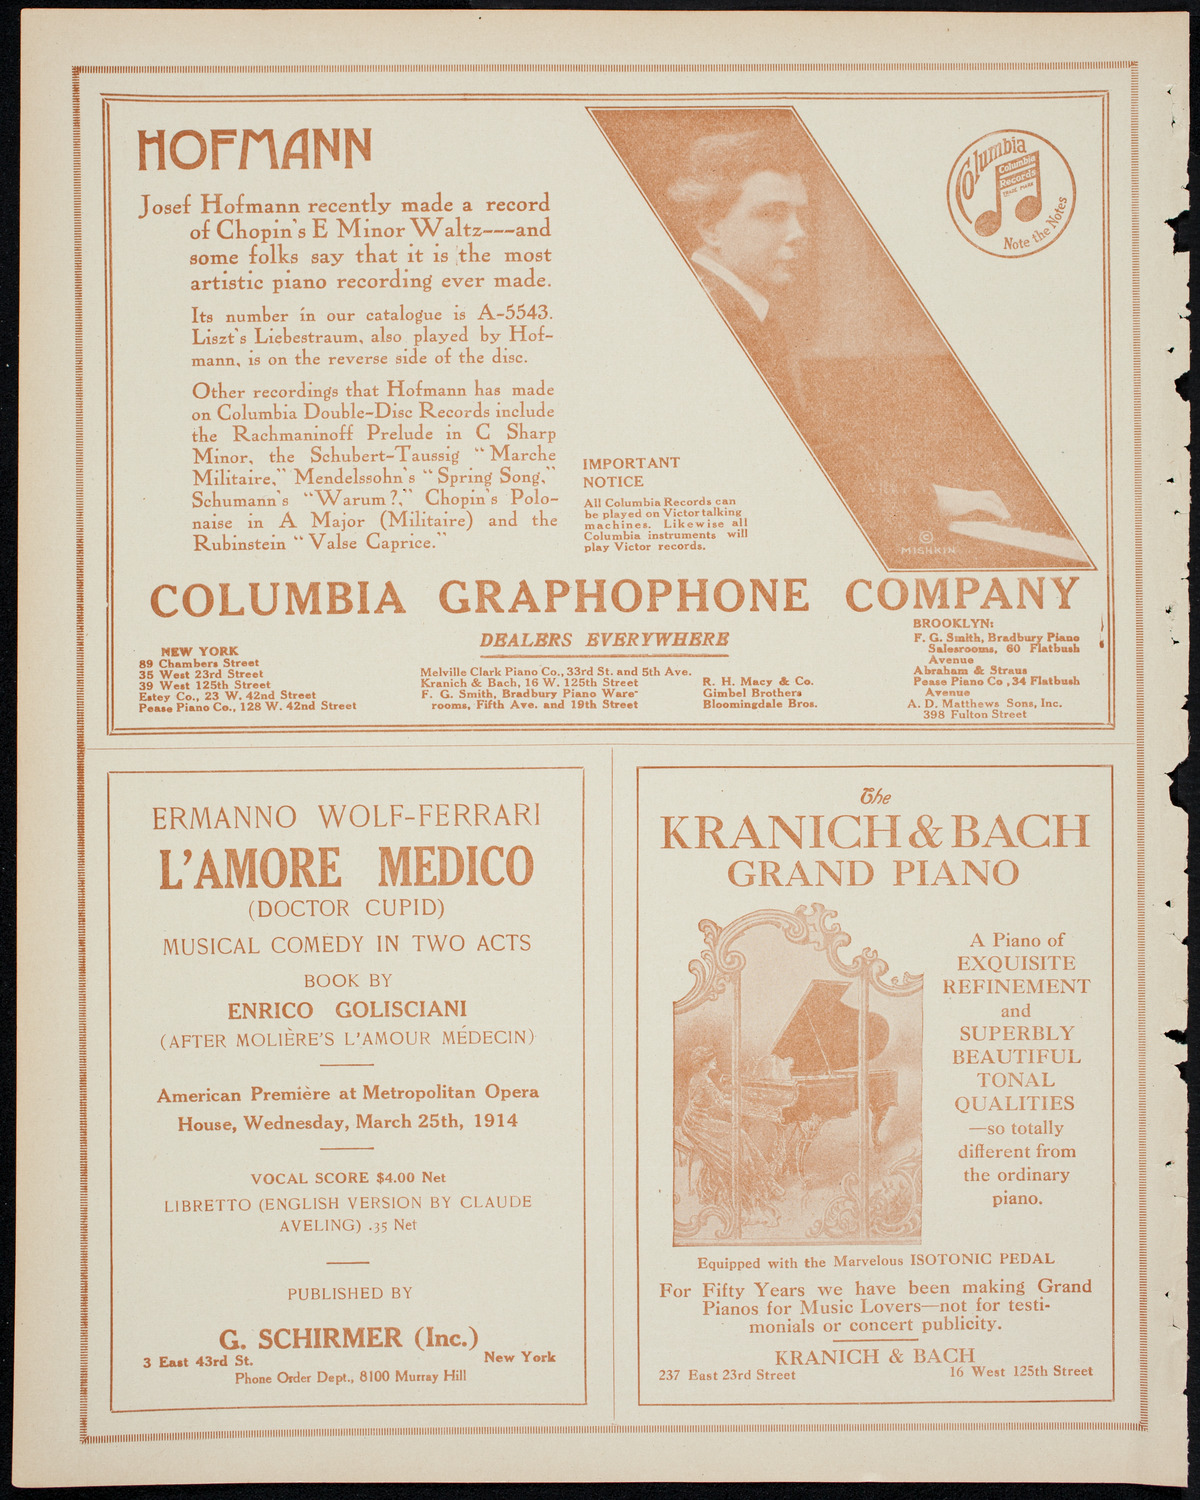 HOFMANN
Josef Hofmann recently made a record
of Chopin's E Minor Waltz---and
some folks say that it is the most
artistic piano recording ever made.
Its number in our catalogue is A-5543.
Liszt's Liebestraum, also played by Hof-
mann, is on the reverse side of the disc.
Other recordings that Hofmann has made
on Columbia Double-Disc Records include
the Rachmaninoff Prelude in C Sharp
Minor, the Schubert-Taussig "Marche
Militaire," Mendelssohn's "Spring Song,"
Schumann's "Warum?," Chopin's Polo-
naise in A Major (Militaire) and the
Rubinstein "Valse Caprice."
IMPORTANT
NOTICE
All Columbia Records can
be played on Victor talking
machines. Likewise all
Columbia instruments will
play Victor records.
©
MISHKIN
Columbia
Columbia
Records
TRADE MARK
Note the Notes
COLUMBIA GRAPHOPHONE COMPANY
DEALERS EVERYWHERE
NEW YORK
89 Chambers Street
35 West 23rd Street
39 West 125th Street
Estey Co., 23 W. 42nd Street
Pease Piano Co., 128 W. 42nd Street
Melville Clark Piano Co., 33rd St. and 5th Ave.
Kranich & Bach, 16 W. 125th Street
F. G. Smith, Bradbury Piano Ware-
rooms, Fifth Ave. and 19th Street
R. H. Macy & Co.
Gimbel Brothers
Bloomingdale Bros.
BROOKLYN:
F. G. Smith, Bradbury Piano
Salesrooms, 60 Flatbush
Avenue
Abraham & Straus
Pease Piano Co., 34 Flatbush
Avenue
A. D. Matthews Sons, Inc.
398 Fulton Street
ERMANNO WOLF-FERRARI
L'AMORE MEDICO
(DOCTOR CUPID)
MUSICAL COMEDY IN TWO ACTS
BOOK BY
ENRICO GOLISCIANI
(AFTER MOLIÈRE'S L'AMOUR MÉDECIN)
American Première at Metropolitan Opera
House, Wednesday, March 25th, 1914
VOCAL SCORE $4.00 Net
LIBRETTO (ENGLISH VERSION BY CLAUDE
AVELING) .35 Net
PUBLISHED BY
G. SCHIRMER (Inc.)
3 East 43rd St. New York
Phone Order Dept., 8100 Murray Hill
The
KRANICH & BACH
GRAND PIANO
A Piano of
EXQUISITE
REFINEMENT
and
SUPERBLY
BEAUTIFUL
TONAL
QUALITIES
—so totally
different from
the ordinary
piano.
Equipped with the Marvelous ISOTONIC PEDAL
For Fifty Years we have been making Grand
Pianos for Music Lovers—not for testi-
monials or concert publicity.
KRANICH & BACH
237 East 23rd Street 16 West 125th Street